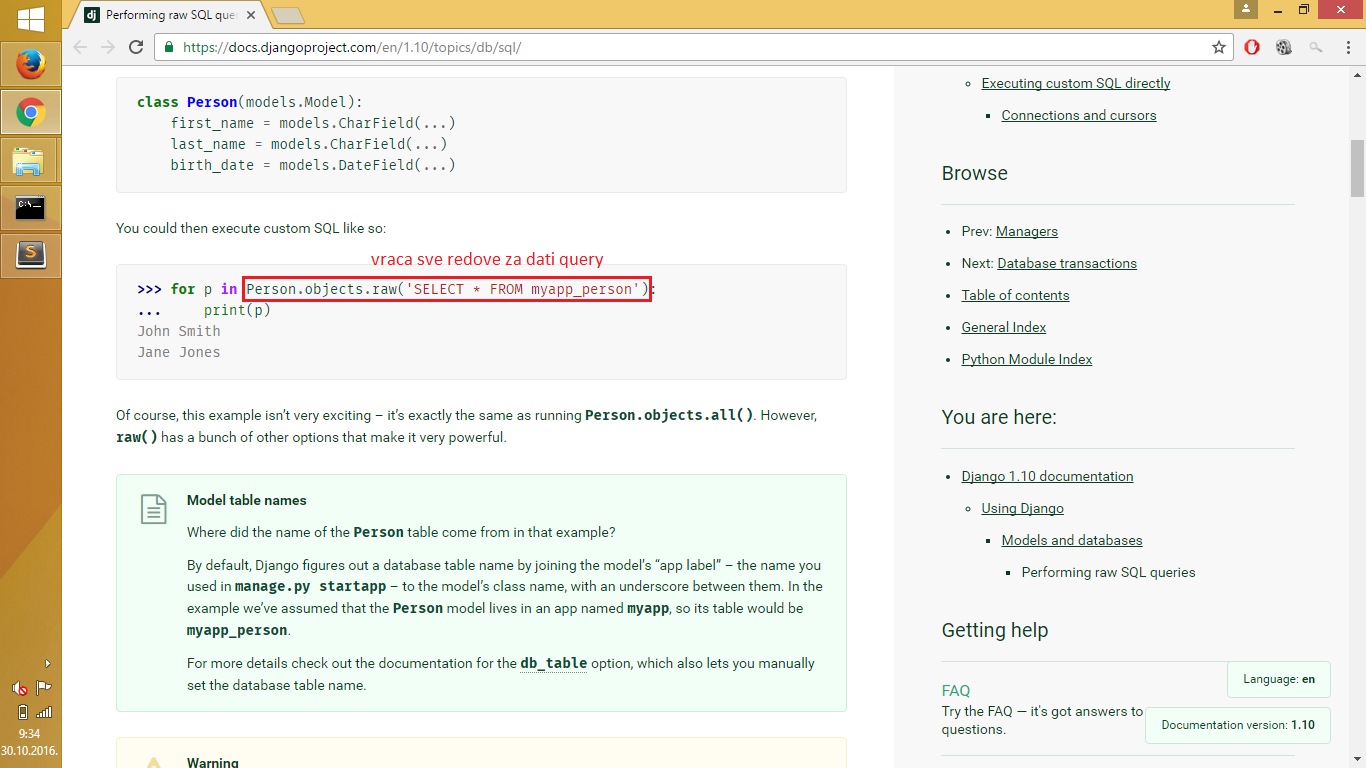 Performing raw SQL que
https://docs.djangoproject.com/en/1.10/topics/db/sql/
class Person(models.Model):
first_name = models.CharField(...)
last_name = models.CharField(...)
birth_date = models.DateField(...)
You could then execute custom SQL like so:
vraca sve redove za dati query
>>> for p in Person.objects.raw('SELECT * FROM myapp_person'):
... print(p)
John Smith
Jane Jones
Of course, this example isn’t very exciting – it’s exactly the same as running Person.objects.all(). However,
raw() has a bunch of other options that make it very powerful.
Model table names
Where did the name of the Person table come from in that example?
By default, Django figures out a database table name by joining the model’s “app label” – the name you
used in manage.py startapp – to the model’s class name, with an underscore between them. In the
example we’ve assumed that the Person model lives in an app named myapp, so its table would be
myapp_person.
For more details check out the documentation for the db_table option, which also lets you manually
set the database table name.
Warning
Executing custom SQL directly
Connections and cursors
Browse
Prev: Managers
Next: Database transactions
Table of contents
General Index
Python Module Index
You are here:
Django 1.10 documentation
Using Django
Models and databases
Performing raw SQL queries
Getting help
FAQ
Try the FAQ — it's got answers to
questions.
Language: en
Documentation version: 1.10
dj
C:\_
S
9:34
30.10.2016.